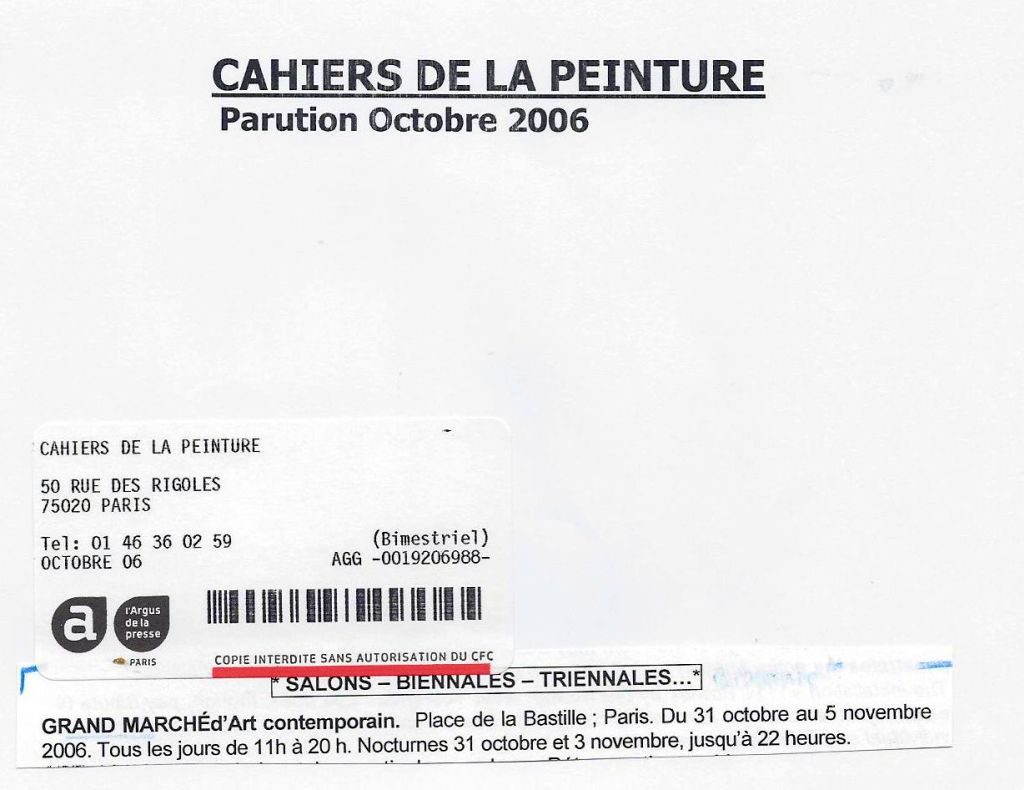 CAHIERS DE LA PEINTURE
Parution Octobre 2006
CAHIERS DE LA PEINTURE
50 RUE DES RIGOLES
75020 PARIS
Tel: 01 46 36 02 59 (Bimestriel)
OCTOBRE 06 AGG -0019206988-
a l'Argus
de la
presse
PARIS
COPIE INTERDITE SANS AUTORISATION DU CFC
* SALONS – BIENNALES – TRIENNALES...*
GRAND MARCHÉd'Art contemporain. Place de la Bastille ; Paris. Du 31 octobre au 5 novembre
2006. Tous les jours de 11h à 20 h. Nocturnes 31 octobre et 3 novembre, jusqu'à 22 heures.